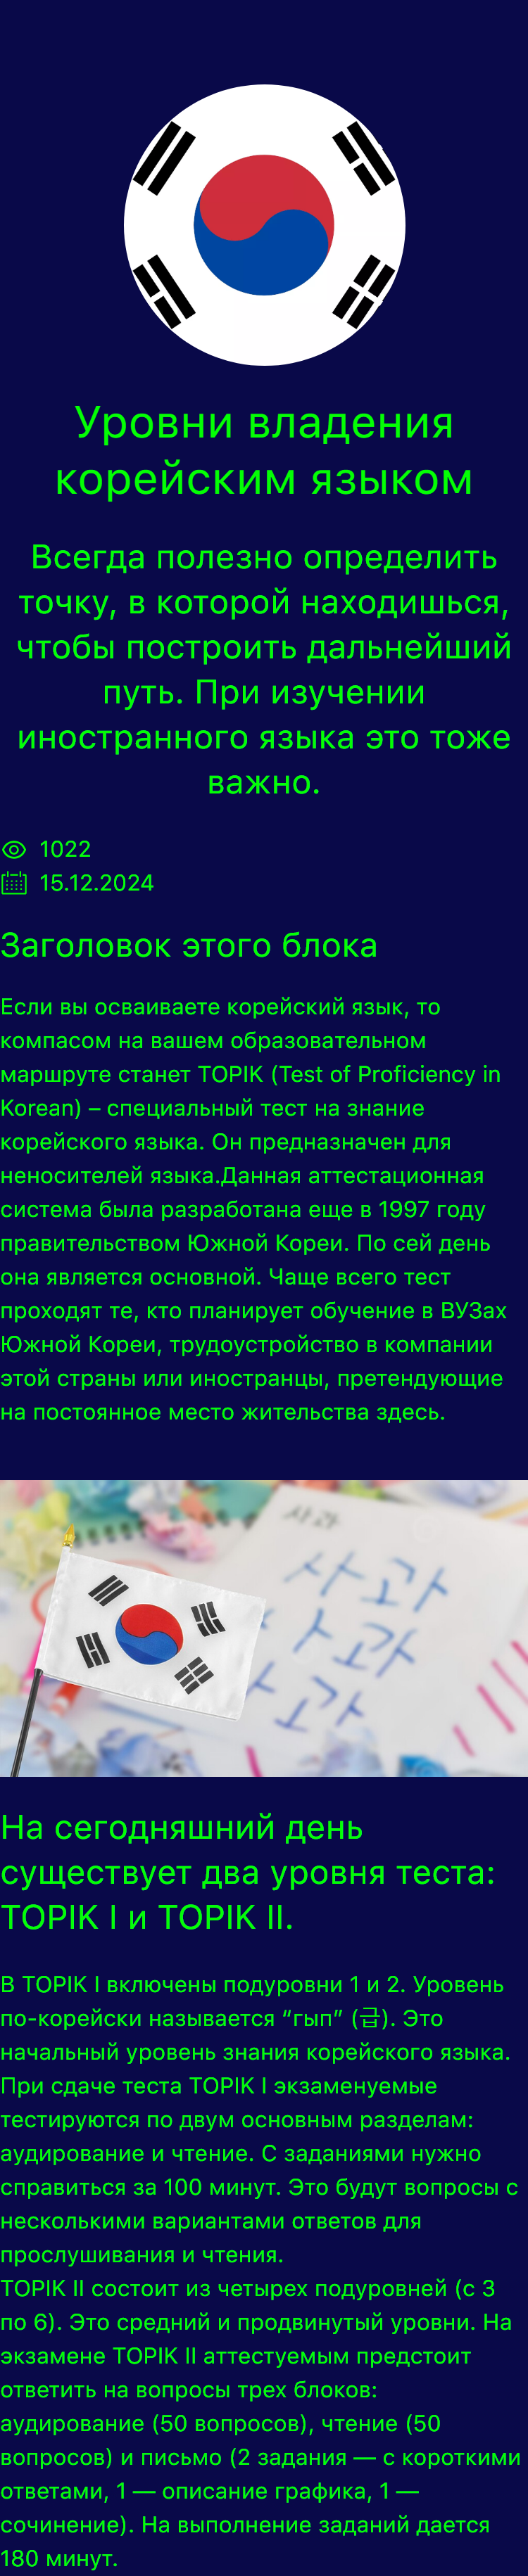 Уровни владения
корейским языком
Всегда полезно определить
точку, в которой находишься,
чтобы построить дальнейший
путь. При изучении
иностранного языка это тоже
важно.
1022
15.12.2024
Заголовок этого блока
Если вы осваиваете корейский язык, то
компасом на вашем образовательном
маршруте станет TOPIK (Test of Proficiency in
Korean) – специальный тест на знание
корейского языка. Он предназначен для
неносителей языка.Данная аттестационная
система была разработана еще в 1997 году
правительством Южной Кореи. По сей день
она является основной. Чаще всего тест
проходят те, кто планирует обучение в ВУЗах
Южной Кореи, трудоустройство в компании
этой страны или иностранцы, претендующие
на постоянное место жительства здесь.
사과
사과
사과
사과
На сегодняшний день
существует два уровня теста:
TOPIK I и TOPIK II.
В TOPIK I включены подуровни 1 и 2. Уровень
по-корейски называется “гып” (급). Это
начальный уровень знания корейского языка.
При сдаче теста TOPIK I экзаменуемые
тестируются по двум основным разделам:
аудирование и чтение. С заданиями нужно
справиться за 100 минут. Это будут вопросы с
несколькими вариантами ответов для
прослушивания и чтения.
TOPIK II состоит из четырех подуровней (с 3
по 6). Это средний и продвинутый уровни. На
экзамене TOPIK II аттестуемым предстоит
ответить на вопросы трех блоков:
аудирование (50 вопросов), чтение (50
вопросов) и письмо (2 задания — с короткими
ответами, 1 — описание графика, 1 —
сочинение). На выполнение заданий дается
180 минут.